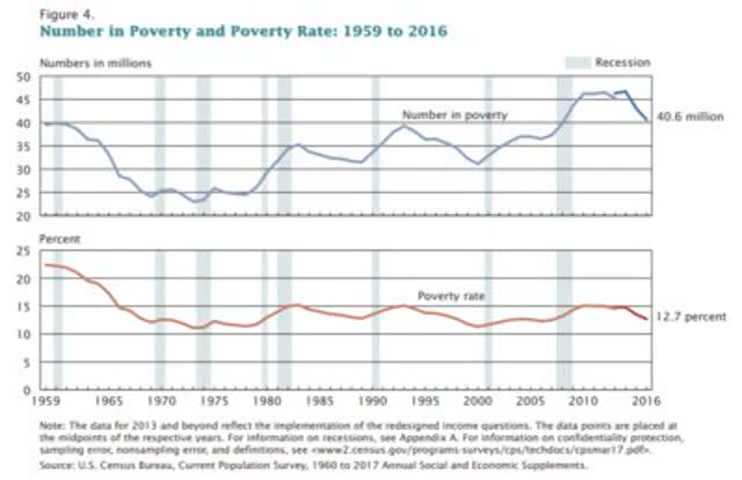 Figure 4.
Number in Poverty and Poverty Rate: 1959 to 2016
Numbers in millions
Recession
50
45
40
35
30
25
20
Number in poverty
40.6 million
Percent
25
20
15
10
5
0
Poverty rate
12.7 percent
1959 1965 1970 1975 1980 1985 1990 1995 2000 2005 2010 2016
Note: The data for 2013 and beyond reflect the implementation of the redesigned income questions. The data points are placed at
the midpoints of the respective years. For information on recessions, see Appendix A. For information on confidentiality protection,
sampling error, nonsampling error, and definitions, see <www2.census.gov/programs-surveys/cps/techdocs/cpsmar17.pdf>.
Source: U.S. Census Bureau, Current Population Survey, 1960 to 2017 Annual Social and Economic Supplements.